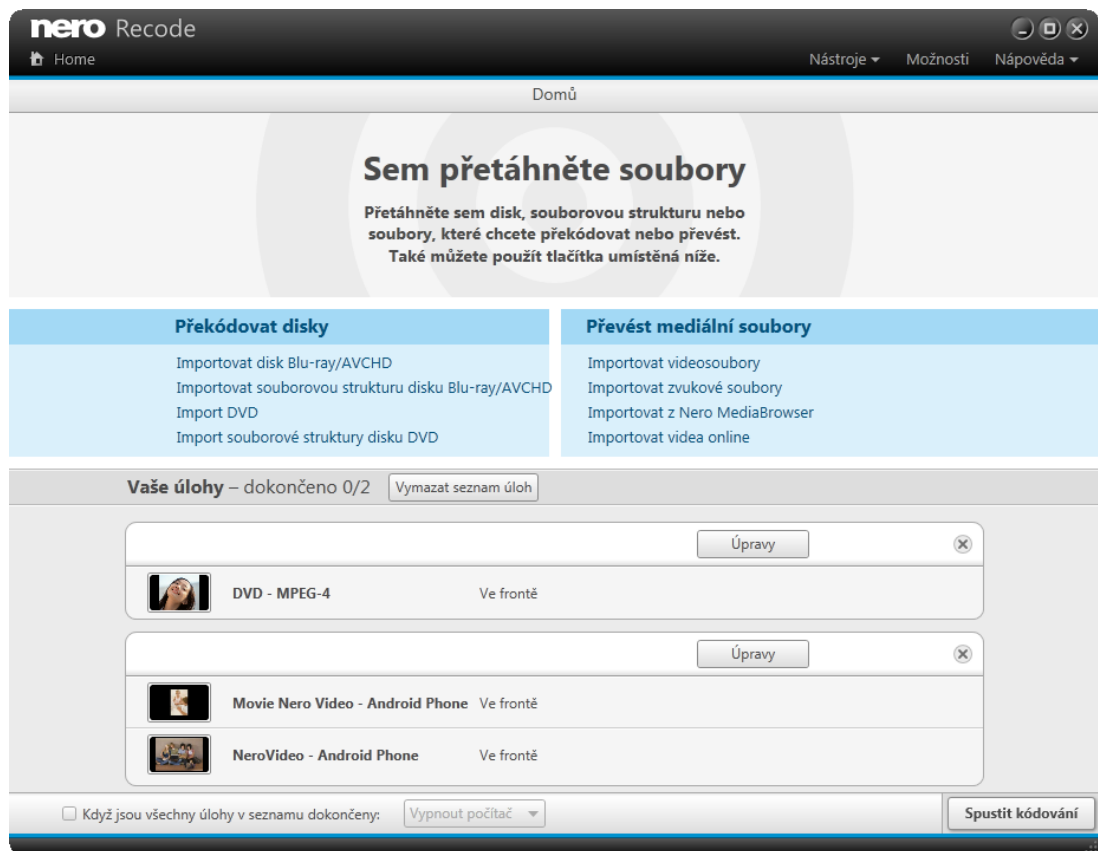 nero Recode
Home
Nástroje
Možnosti
Nápověda
Domů
Sem přetáhněte soubory
Přetáhněte sem disk, souborovou strukturu nebo
soubory, které chcete překódovat nebo převést.
Také můžete použít tlačítka umístěná níže.
Překódovat disky
Importovat disk Blu-ray/AVCHD
Importovat souborovou strukturu disku Blu-ray/AVCHD
Import DVD
Import souborové struktury disku DVD
Převést mediální soubory
Importovat videosoubory
Importovat zvukové soubory
Importovat z Nero MediaBrowser
Importovat videa online
Vaše úlohy – dokončeno 0/2
Vymazat seznam úloh
Úpravy
DVD - MPEG-4 Ve frontě
Úpravy
Movie Nero Video - Android Phone Ve frontě
NeroVideo - Android Phone Ve frontě
Když jsou všechny úlohy v seznamu dokončeny:
Vypnout počítač
Spustit kódování